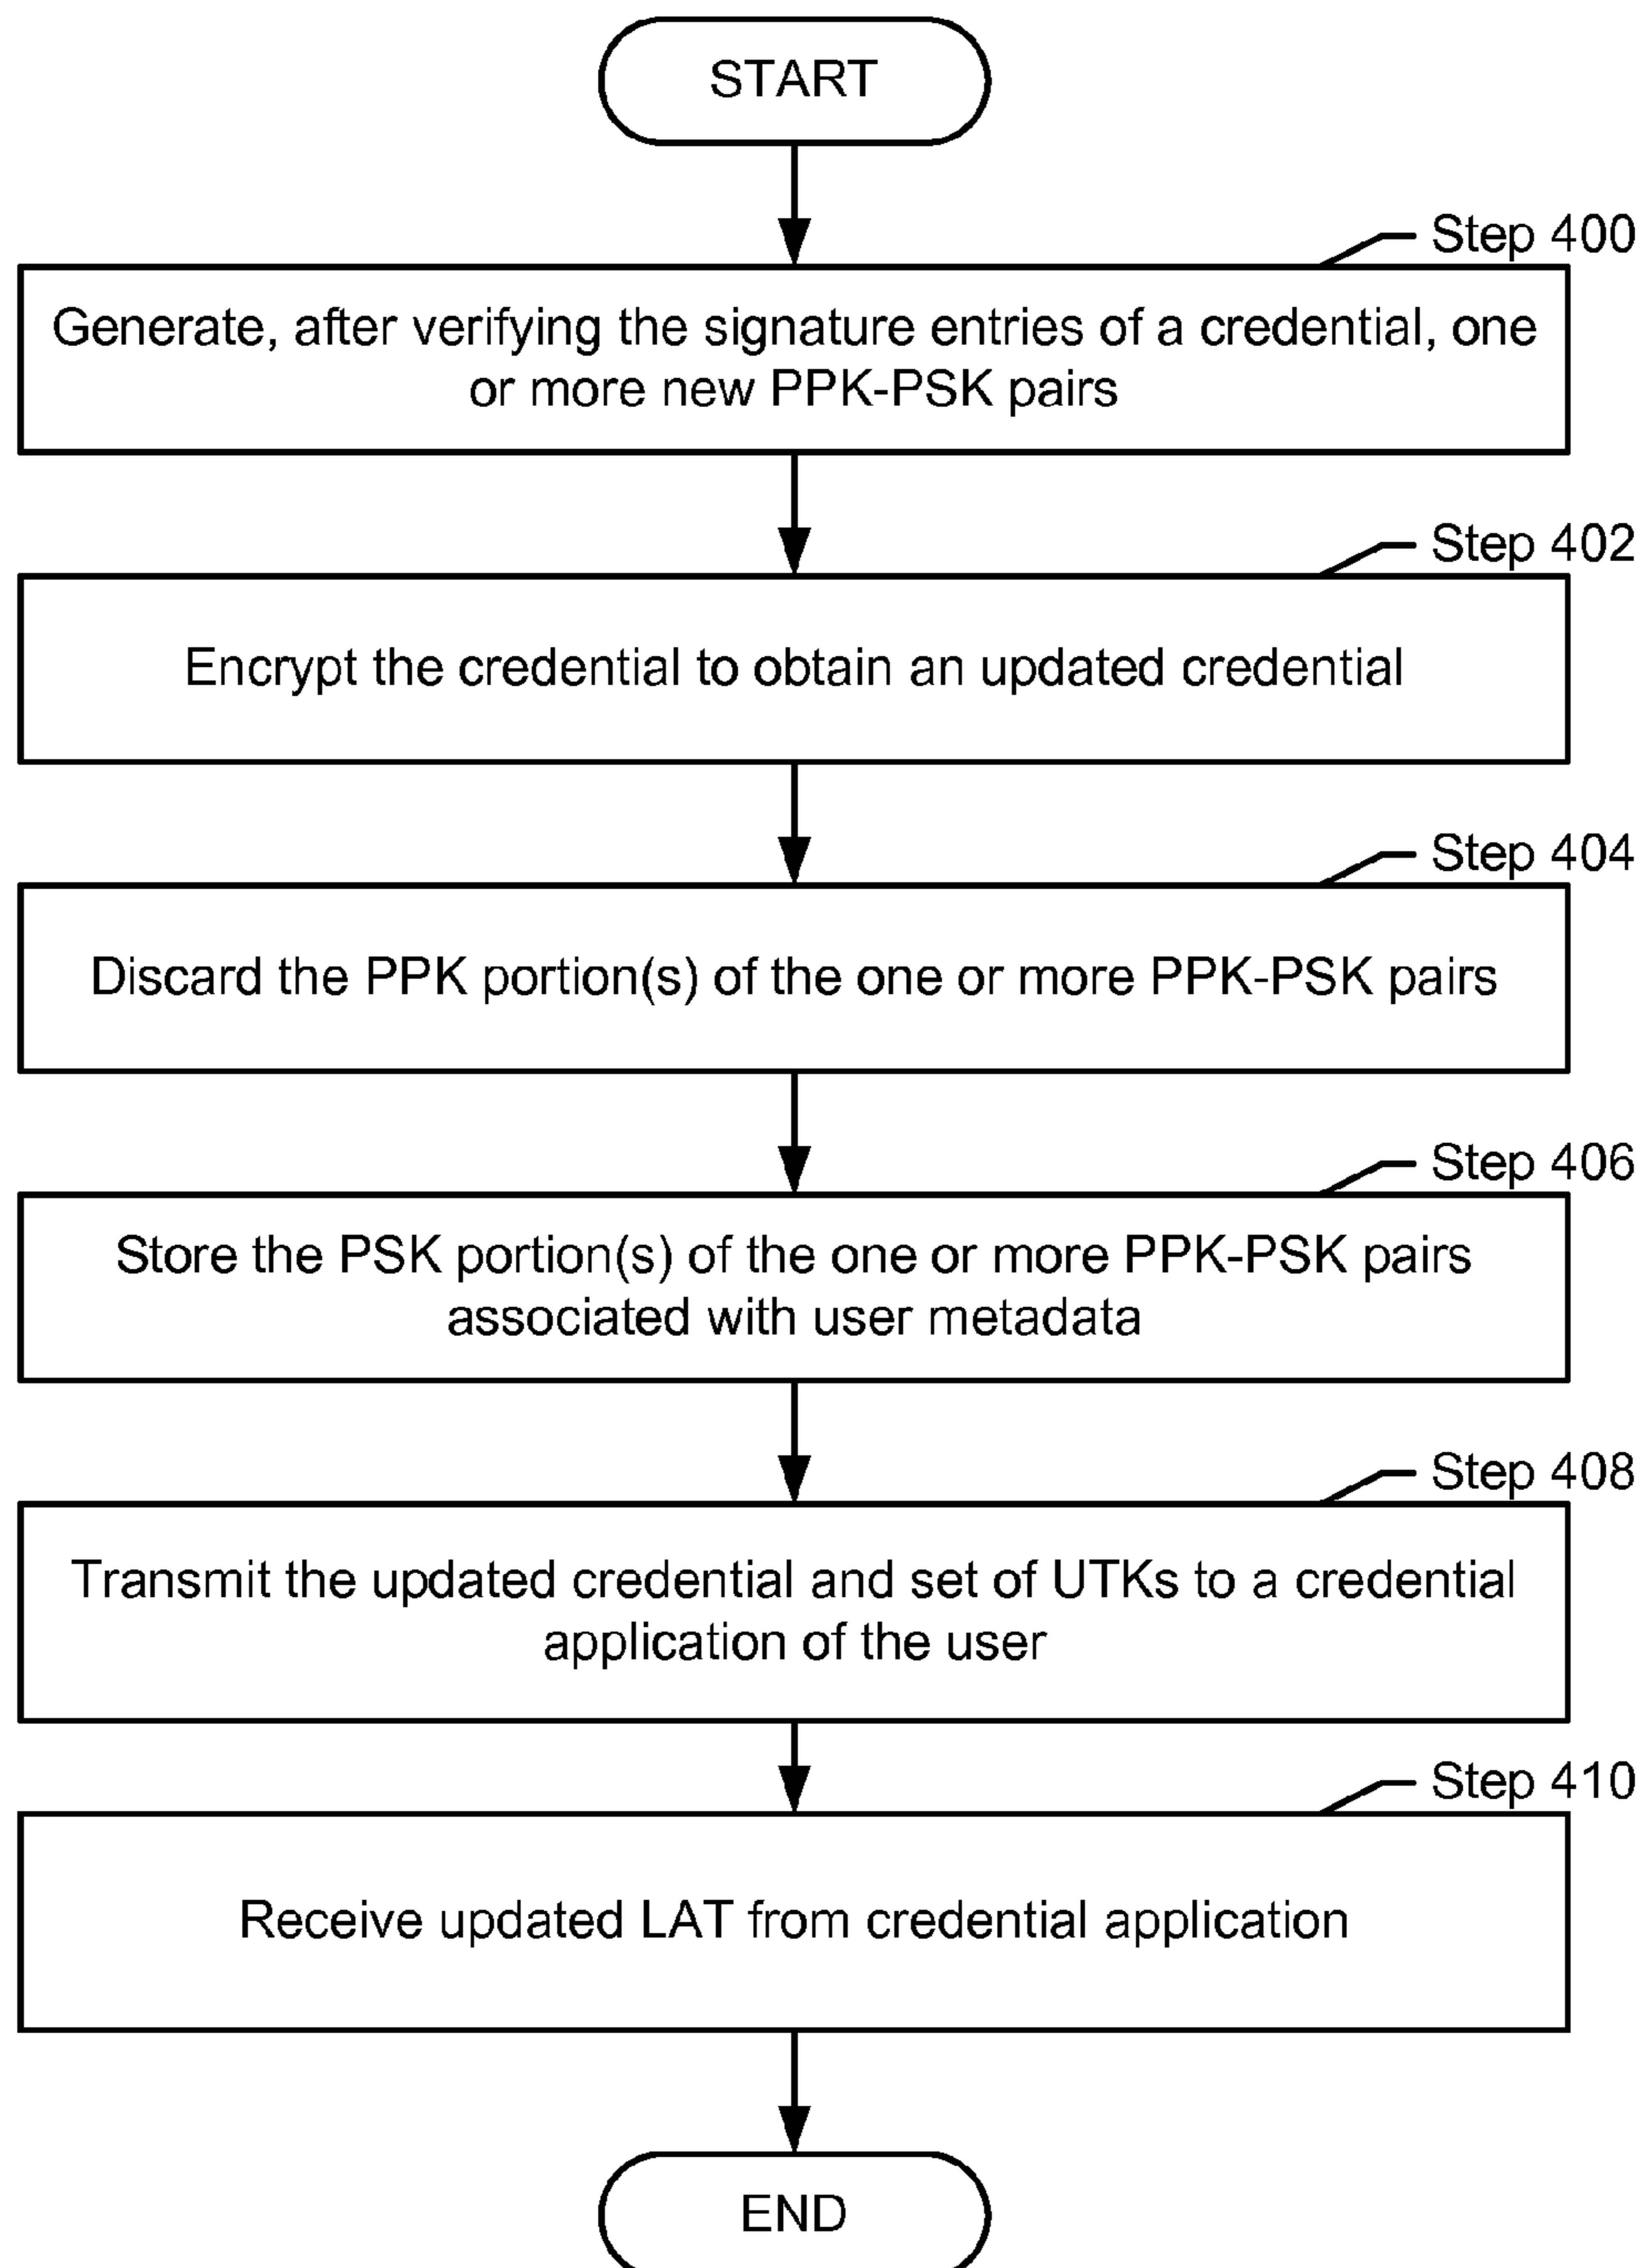 START
Step 400
Generate, after verifying the signature entries of a credential, one
or more new PPK-PSK pairs
Step 402
Encrypt the credential to obtain an updated credential
Step 404
Discard the PPK portion(s) of the one or more PPK-PSK pairs
Step 406
Store the PSK portion(s) of the one or more PPK-PSK pairs
associated with user metadata
Step 408
Transmit the updated credential and set of UTKs to a credential
application of the user
Step 410
Receive updated LAT from credential application
END